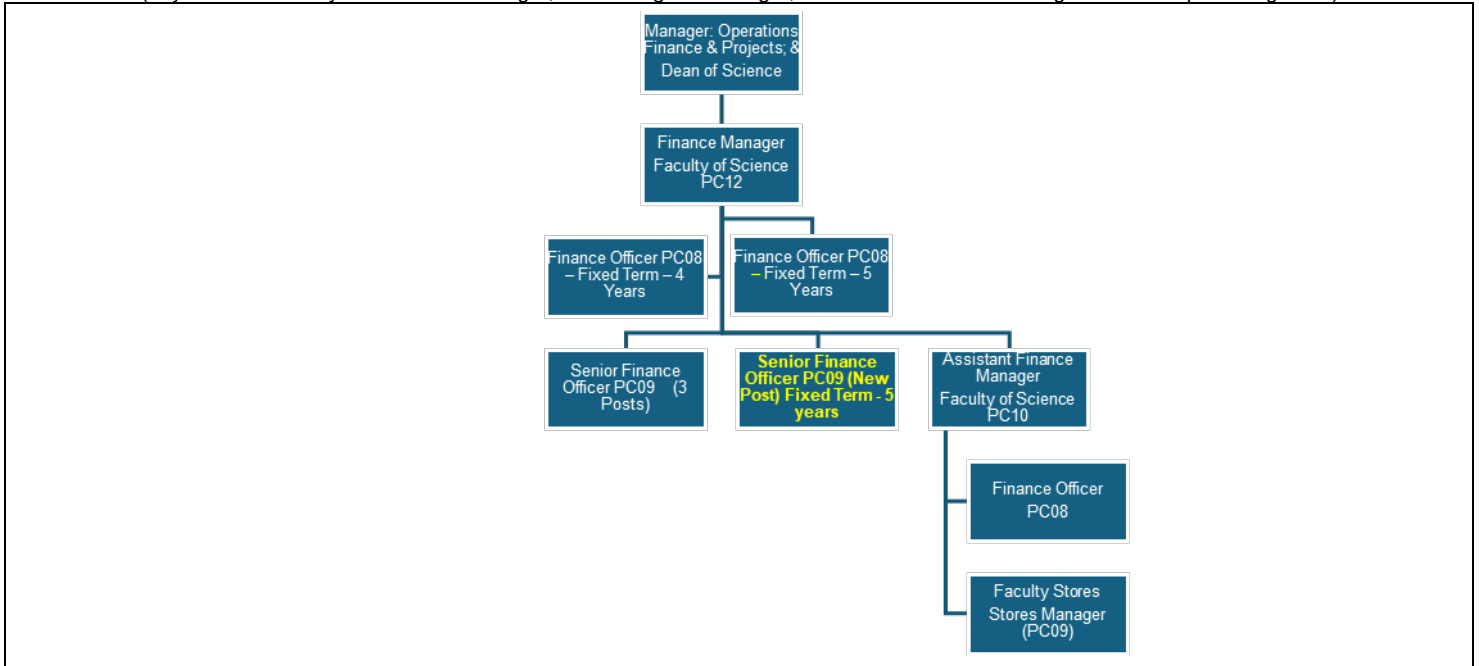 Manager: Operations
Finance & Projects; &
Dean of Science
Finance Manager
Faculty of Science
PC12
Finance Officer PC08
– Fixed Term – 4
Years
Finance Officer PC08
– Fixed Term – 5
Years
Senior Finance
Officer PC09 (3
Posts)
Senior Finance
Officer PC09 (New
Post) Fixed Term - 5
years
Assistant Finance
Manager
Faculty of Science
PC10
Finance Officer
PC08
Faculty Stores
Stores Manager
(PC09)